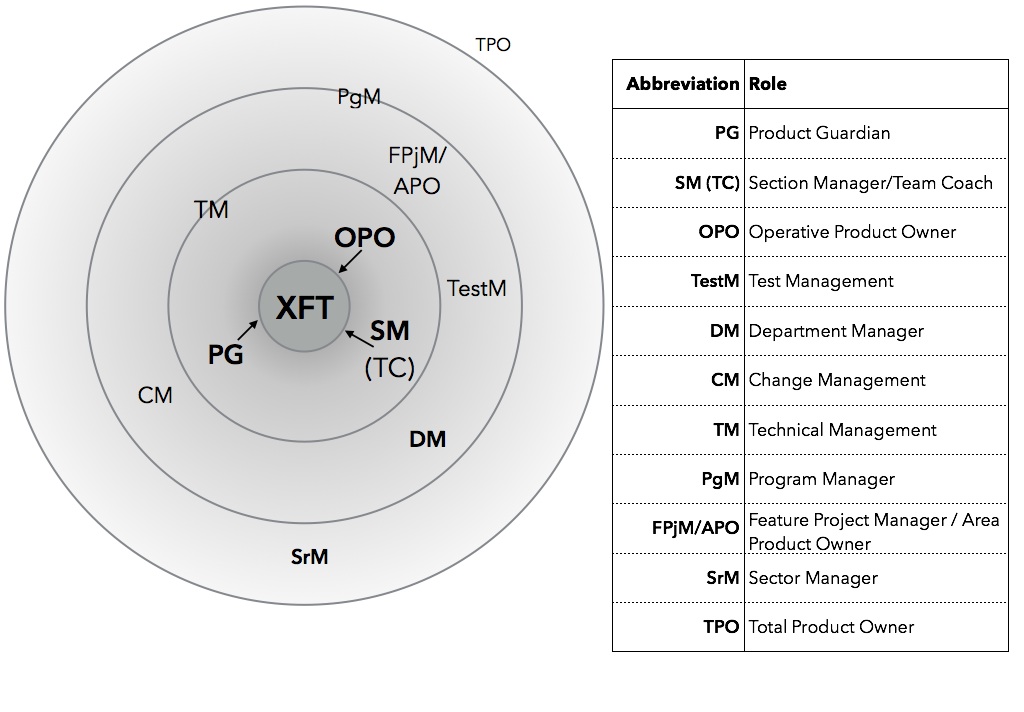 TPO
PgM
FPjM/
APO
TM
OPO
TestM
XFT
SM
(TC)
PG
CM
DM
SrM
Abbreviation Role
PG Product Guardian
SM (TC) Section Manager/Team Coach
OPO Operative Product Owner
TestM Test Management
DM Department Manager
CM Change Management
TM Technical Management
PgM Program Manager
FPjM/APO Feature Project Manager / Area
Product Owner
SrM Sector Manager
TPO Total Product Owner